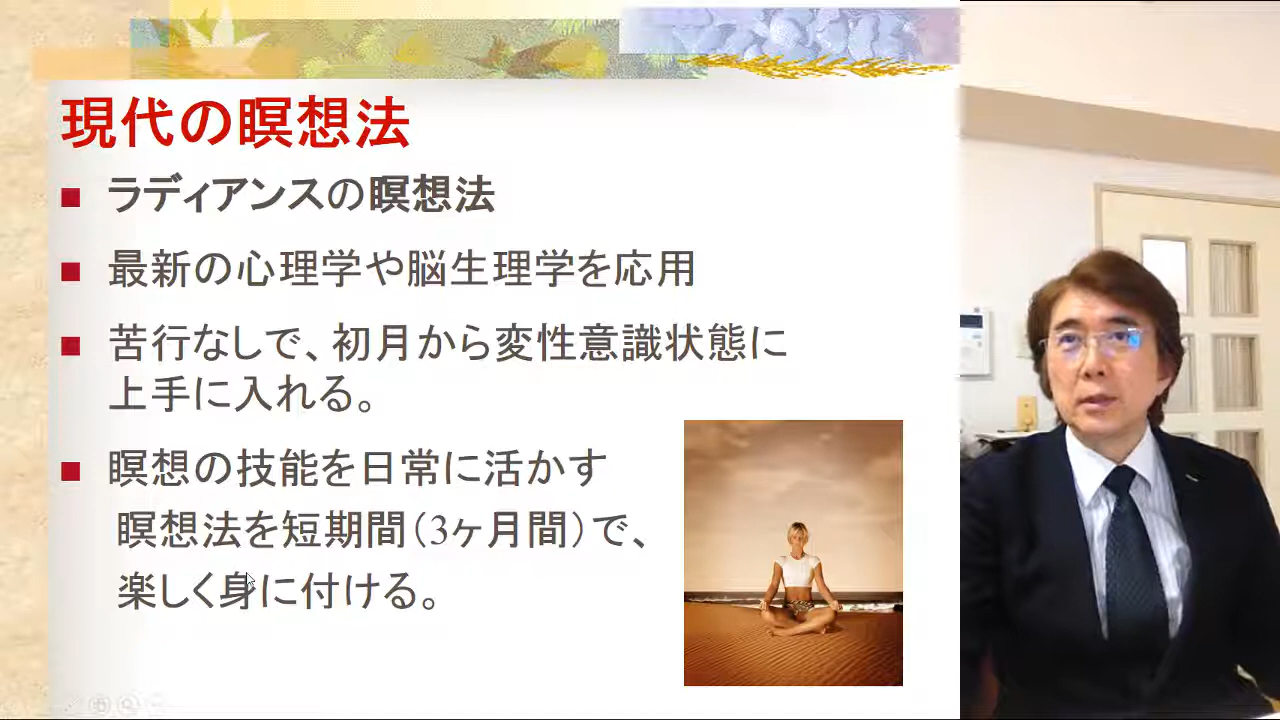 現代の瞑想法
ラディアンスの瞑想法
最新の心理学や脳生理学を応用
苦行なしで、初月から変性意識状態に
上手に入れる。
瞑想の技能を日常に活かす
瞑想法を短期間（3ヶ月間）で、
楽しく身に付ける。